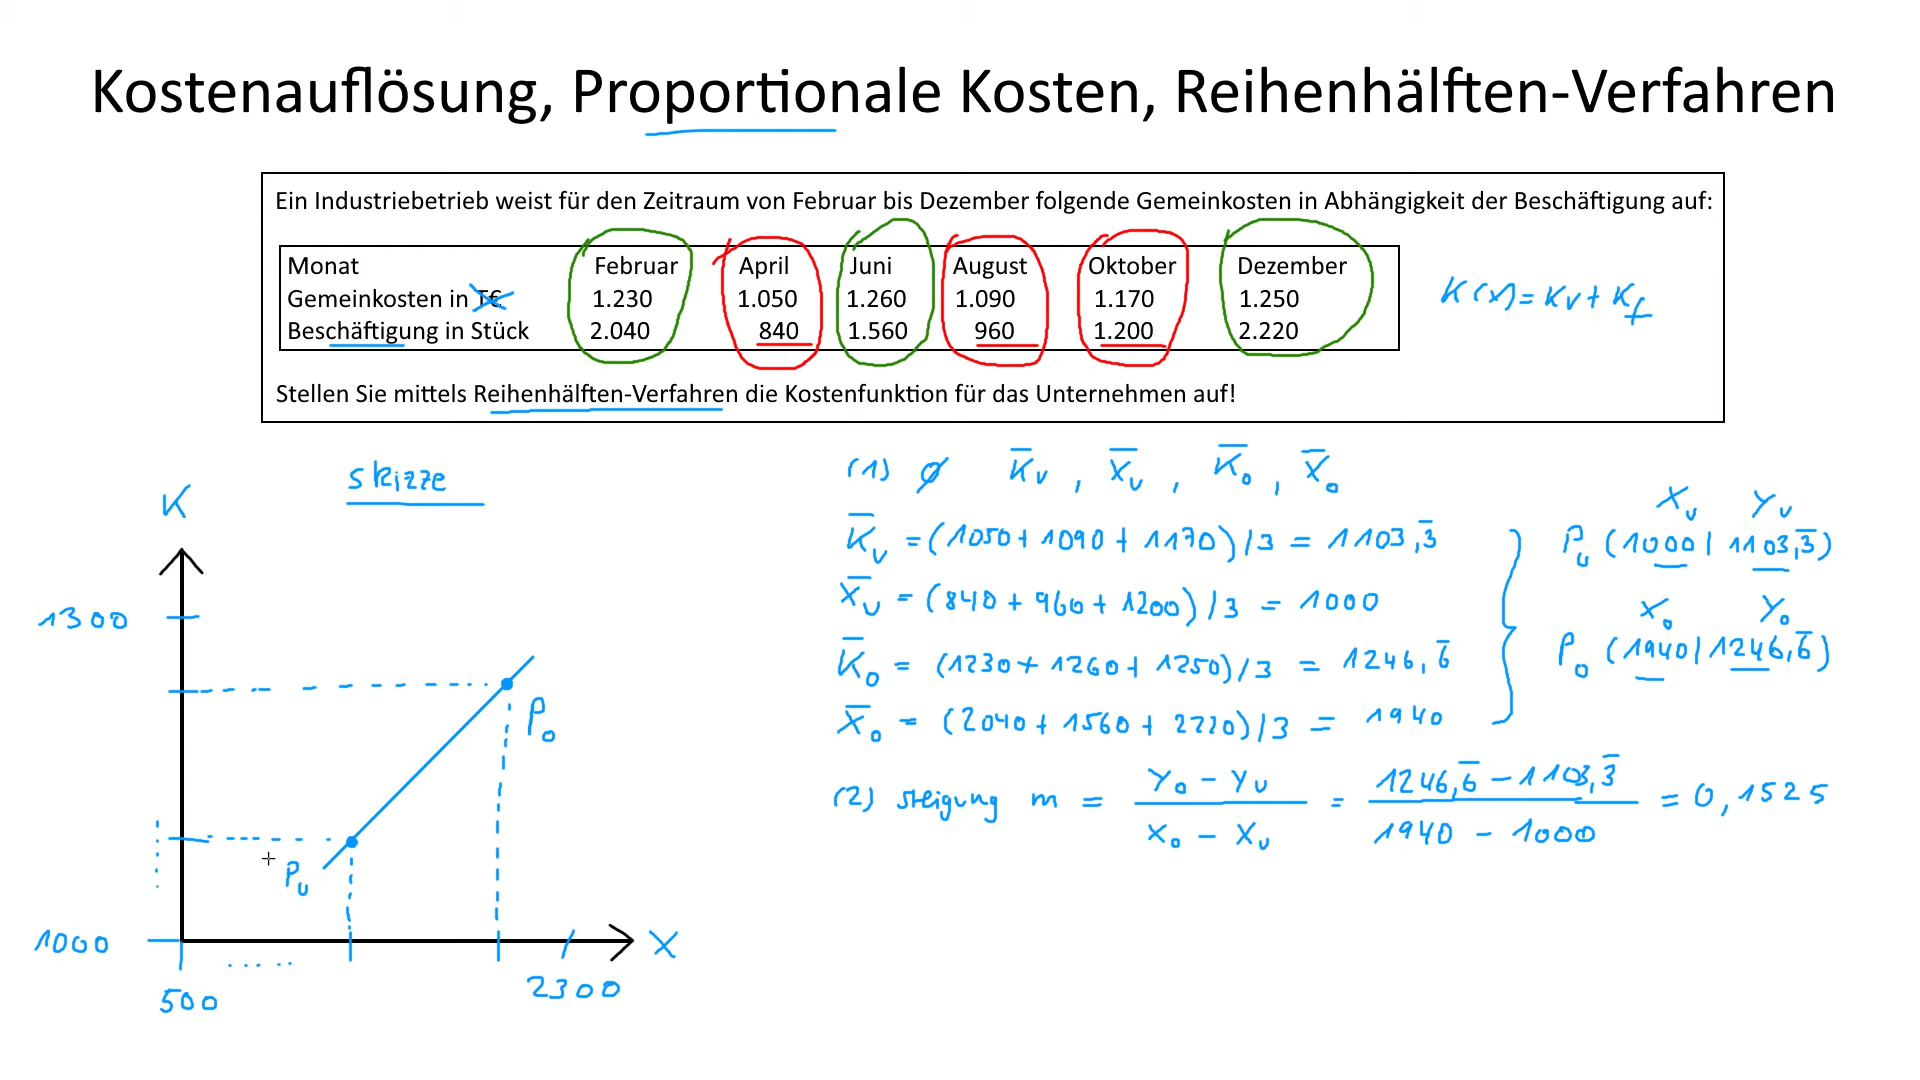 Kostenauflösung, Proportionale Kosten, Reihenhälften-Verfahren
Ein Industriebetrieb weist für den Zeitraum von Februar bis Dezember folgende Gemeinkosten in Abhängigkeit der Beschäftigung auf:
Monat Februar April Juni August Oktober Dezember
Gemeinkosten in T€ 1.230 1.050 1.260 1.090 1.170 1.250
Beschäftigung in Stück 2.040 840 1.560 960 1.200 2.220
K(x) = Kv + Kf
Stellen Sie mittels Reihenhälften-Verfahren die Kostenfunktion für das Unternehmen auf!
Skizze
K
1300
1000
500
2300
X
Po
Pu
(1) ∅ K̅u, X̅u, K̅o, X̅o
K̅u = (1050 + 1090 + 1170)/3 = 1103,3̅
X̅u = (840 + 960 + 1200)/3 = 1000
K̅o = (1230 + 1260 + 1250)/3 = 1246,6̅
X̅o = (2040 + 1560 + 2220)/3 = 1940
Xu Yu
Pu (1000 | 1103,3̅)
Xo Yo
Po (1940 | 1246,6̅)
(2) Steigung m = (Yo - Yu) / (Xo - Xu) = (1246,6̅ - 1103,3̅) / (1940 - 1000) = 0,1525